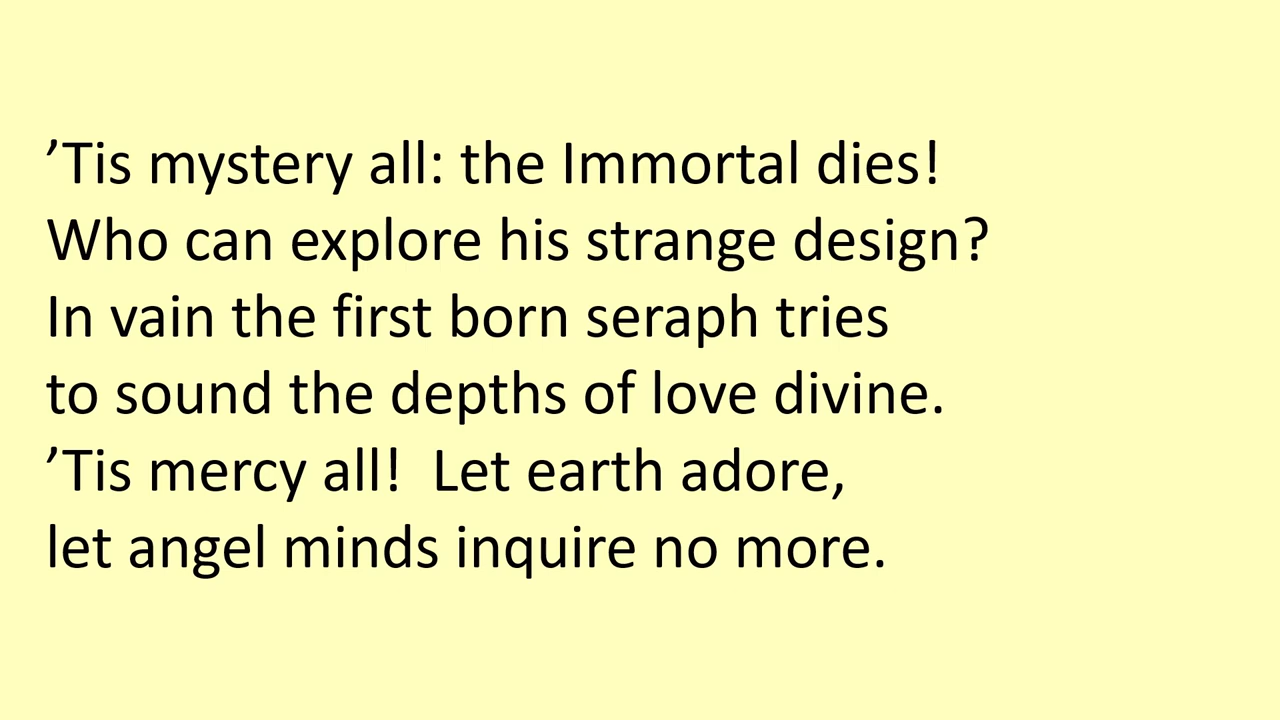 ’Tis mystery all: the Immortal dies!
Who can explore his strange design?
In vain the first born seraph tries
to sound the depths of love divine.
’Tis mercy all!  Let earth adore,
let angel minds inquire no more.